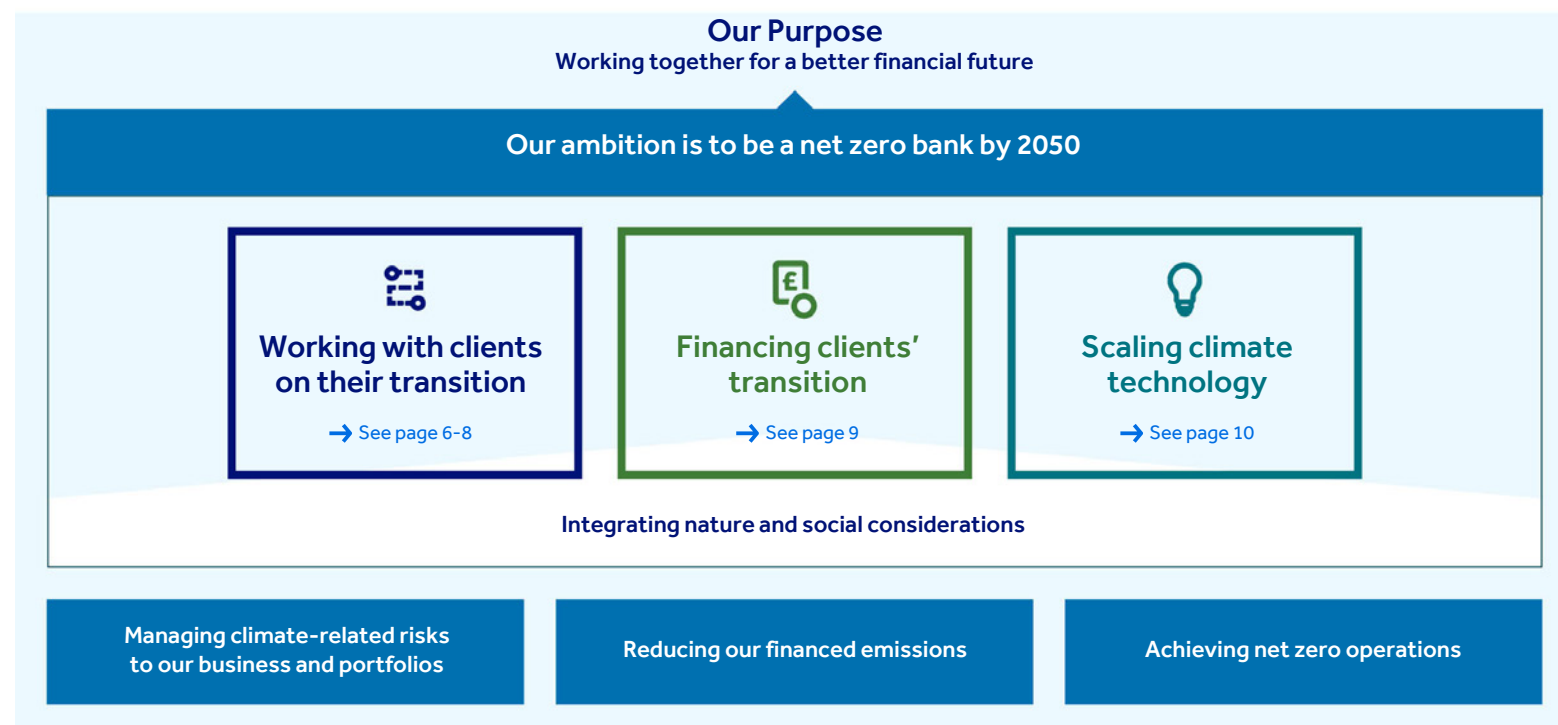 Our Purpose
Working together for a better financial future
Our ambition is to be a net zero bank by 2050
£
Working with clients
on their transition
→ See page 6-8
Financing clients’
transition
→ See page 9
Scaling climate
technology
→ See page 10
Integrating nature and social considerations
Managing climate-related risks
to our business and portfolios
Reducing our financed emissions
Achieving net zero operations